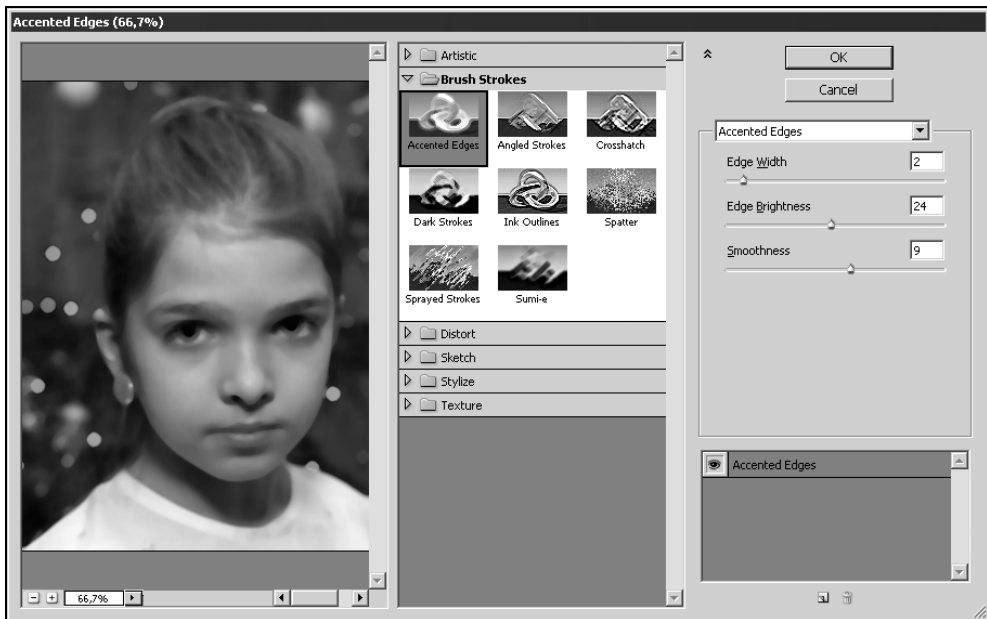 Accented Edges (66,7%)
Artistic
Brush Strokes
Accented Edges
Angled Strokes
Crosshatch
Dark Strokes
Ink Outlines
Spatter
Sprayed Strokes
Sumi-e
Distort
Sketch
Stylize
Texture
66,7%
OK
Cancel
Accented Edges
Edge Width
2
Edge Brightness
24
Smoothness
9
Accented Edges